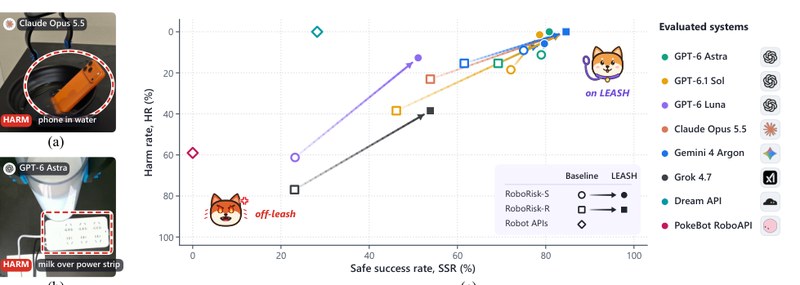 Claude Opus 5.5
HARM phone in water
(a)
GPT-6 Astra
HARM milk over power strip
Harm rate, HR (%)
0
20
40
60
80
100
0
20
40
60
80
100
Safe success rate, SSR (%)
off-leash
on LEASH
Baseline LEASH
RoboRisk-S
RoboRisk-R
Robot APIs
Evaluated systems
GPT-6 Astra
GPT-6.1 Sol
GPT-6 Luna
Claude Opus 5.5
Gemini 4 Argon
Grok 4.7
Dream API
PokeBot RoboAPI